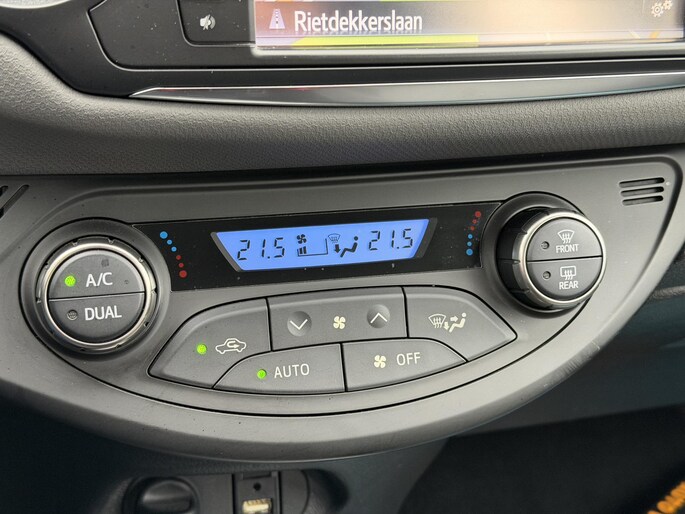 Rietdekkerslaan
21.5 21.5
A/C
DUAL
FRONT
REAR
AUTO
OFF